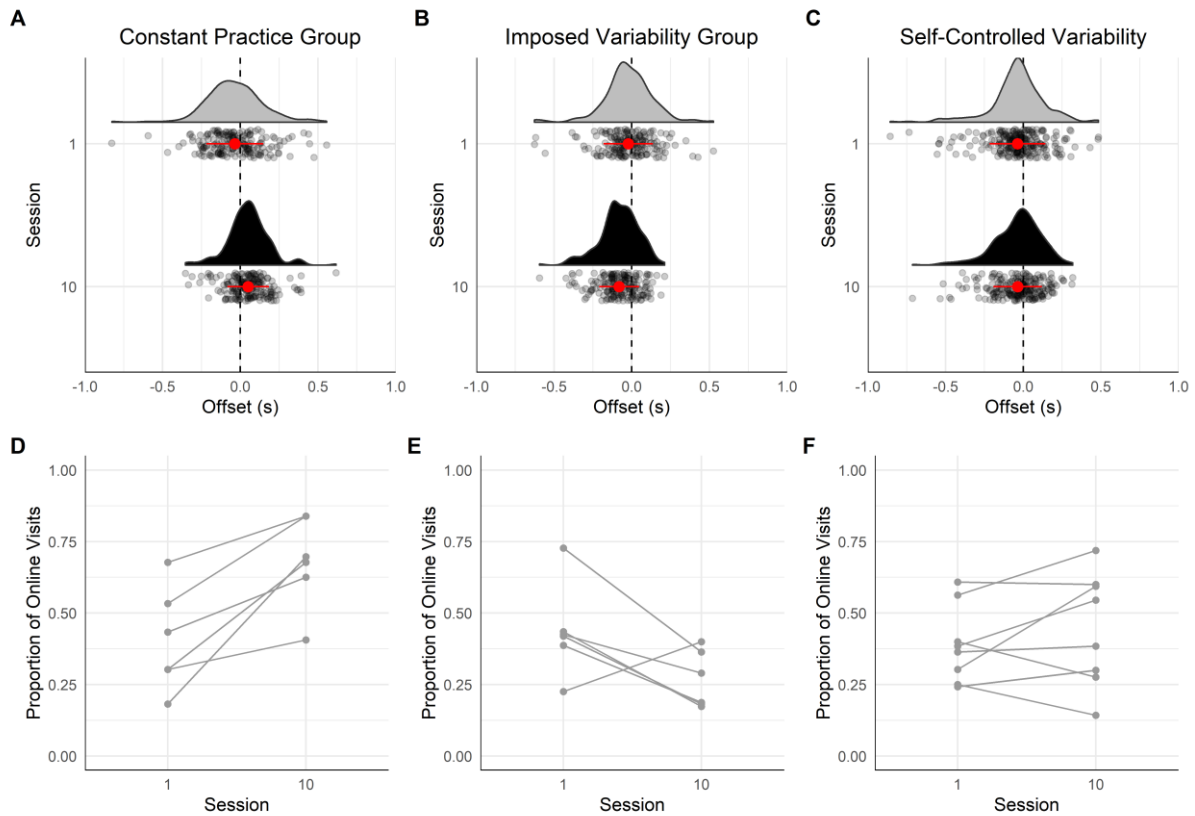 A
Constant Practice Group
Session
1
10
-1.0 -0.5 0.0 0.5 1.0
Offset (s)
B
Imposed Variability Group
Session
1
10
-1.0 -0.5 0.0 0.5 1.0
Offset (s)
C
Self-Controlled Variability
Session
1
10
-1.0 -0.5 0.0 0.5 1.0
Offset (s)
D
Proportion of Online Visits
1.00
0.75
0.50
0.25
0.00
1 10
Session
E
Proportion of Online Visits
1.00
0.75
0.50
0.25
0.00
1 10
Session
F
Proportion of Online Visits
1.00
0.75
0.50
0.25
0.00
1 10
Session